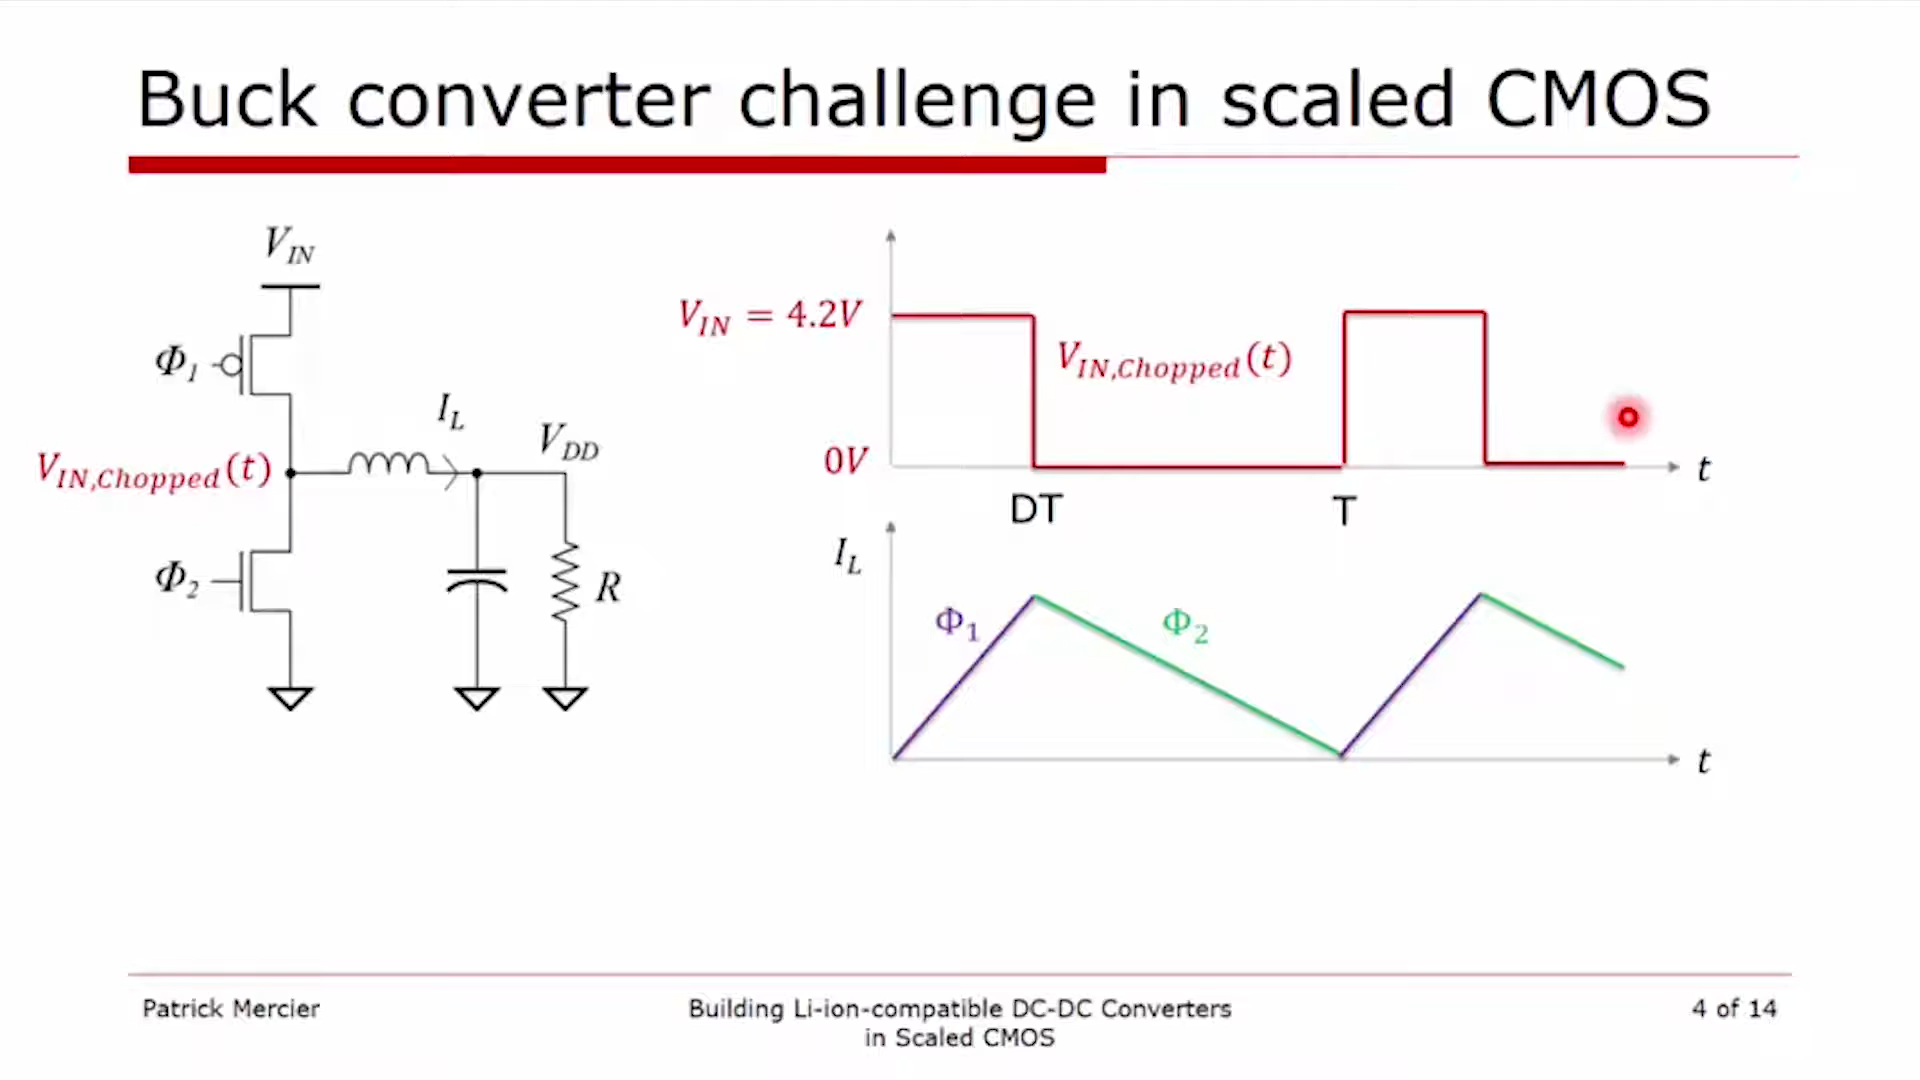 Buck converter challenge in scaled CMOS
V_IN
Φ_1
V_IN,Chopped(t)
I_L
V_DD
Φ_2
R
V_IN = 4.2V
V_IN,Chopped(t)
0V
t
DT
T
I_L
Φ_1
Φ_2
t
Patrick Mercier
Building Li-ion-compatible DC-DC Converters
in Scaled CMOS
4 of 14